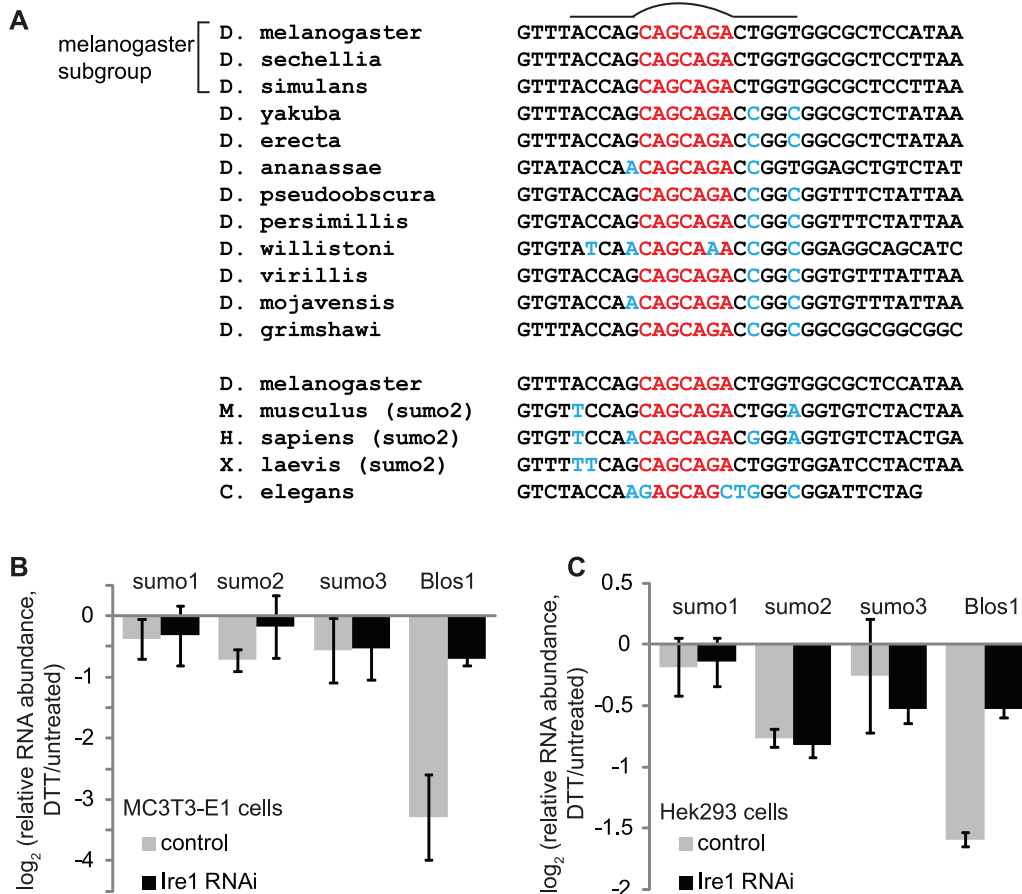 A
melanogaster
subgroup
D. melanogaster GTTTACCAGCAGCAGACTGGTGGCGCTCCATAA
D. sechellia GTTTACCAGCAGCAGACTGGTGGCGCTCCTTAA
D. simulans GTTTACCAGCAGCAGACTGGTGGCGCTCCTTAA
D. yakuba GTTTACCAGCAGCAGACCGGCGGCGCTCTATAA
D. erecta GTTTACCAGCAGCAGACCGGCGGCGCTCTATAA
D. ananassae GTATACCAACAGCAGACCGGTGGAGCTGTCTAT
D. pseudoobscura GTGTACCAGCAGCAGACCGGCGGTTTCTATTAA
D. persimillis GTGTACCAGCAGCAGACCGGCGGTTTCTATTAA
D. willistoni GTGTATCAACAGCAAACCGGCGGAGGCAGCATC
D. virillis GTGTACCAGCAGCAGACCGGCGGTGTTTATTAA
D. mojavensis GTGTACCAACAGCAGACCGGCGGTGTTTATTAA
D. grimshawi GTTTACCAGCAGCAGACCGGCGGCGGCGGCGGC
D. melanogaster GTTTACCAGCAGCAGACTGGTGGCGCTCCATAA
M. musculus (sumo2) GTGTTCCAGCAGCAGACTGGAGGTGTCTACTAA
H. sapiens (sumo2) GTGTTCCAACAGCAGACGGGAGGTGTCTACTGA
X. laevis (sumo2) GTTTTTCAGCAGCAGACTGGTGGATCCTACTAA
C. elegans GTCTACCAAGAGCAGCTGGGCGGATTCTAG
B
sumo1 sumo2 sumo3 Blos1
0
-1
-2
-3
-4
log2 (relative RNA abundance,
DTT/untreated)
MC3T3-E1 cells
control
Ire1 RNAi
C
sumo1 sumo2 sumo3 Blos1
0.5
0
-0.5
-1
-1.5
-2
log2 (relative RNA abundance,
DTT/untreated)
Hek293 cells
control
Ire1 RNAi